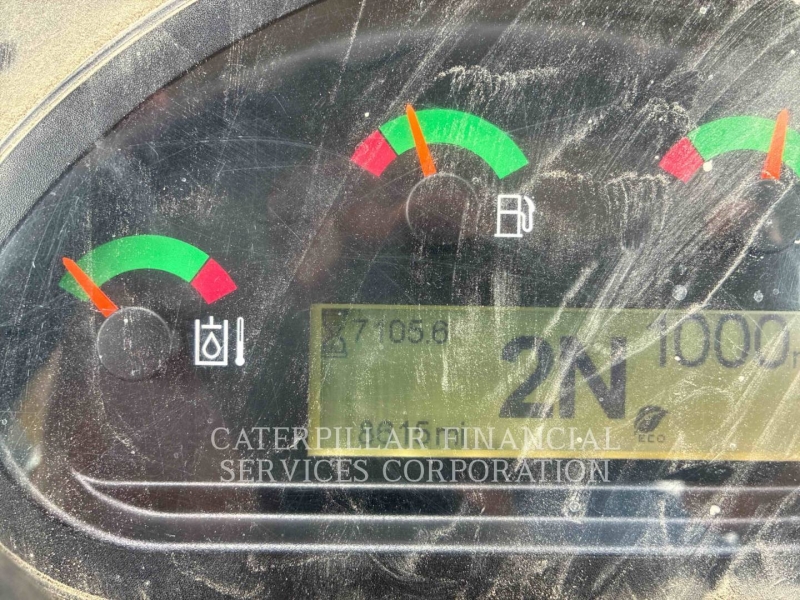 7105.6
2N
1000
ECO
CATERPILLAR FINANCIAL
SERVICES CORPORATION